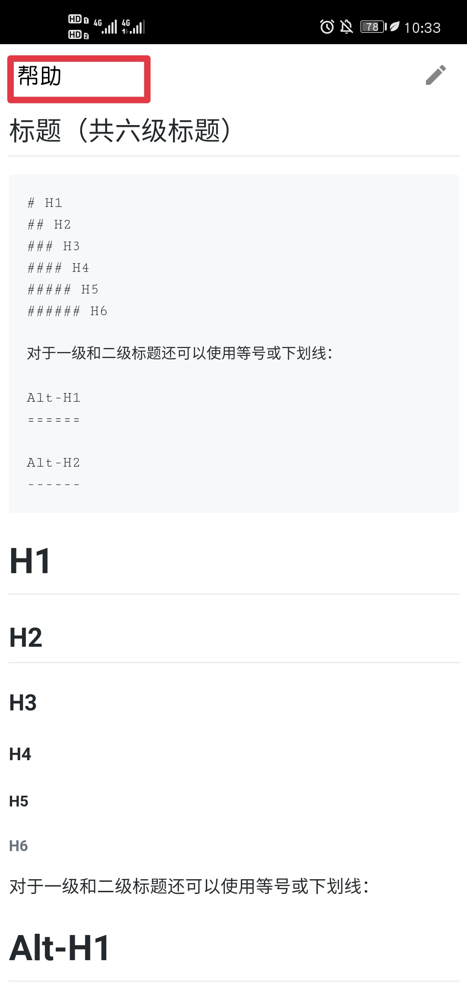 HD 1 4G 4G 78 10:33
HD 2
帮助
标题（共六级标题）
# H1
## H2
### H3
#### H4
##### H5
###### H6
对于一级和二级标题还可以使用等号或下划线：
Alt-H1
======
Alt-H2
------
H1
H2
H3
H4
H5
H6
对于一级和二级标题还可以使用等号或下划线：
Alt-H1